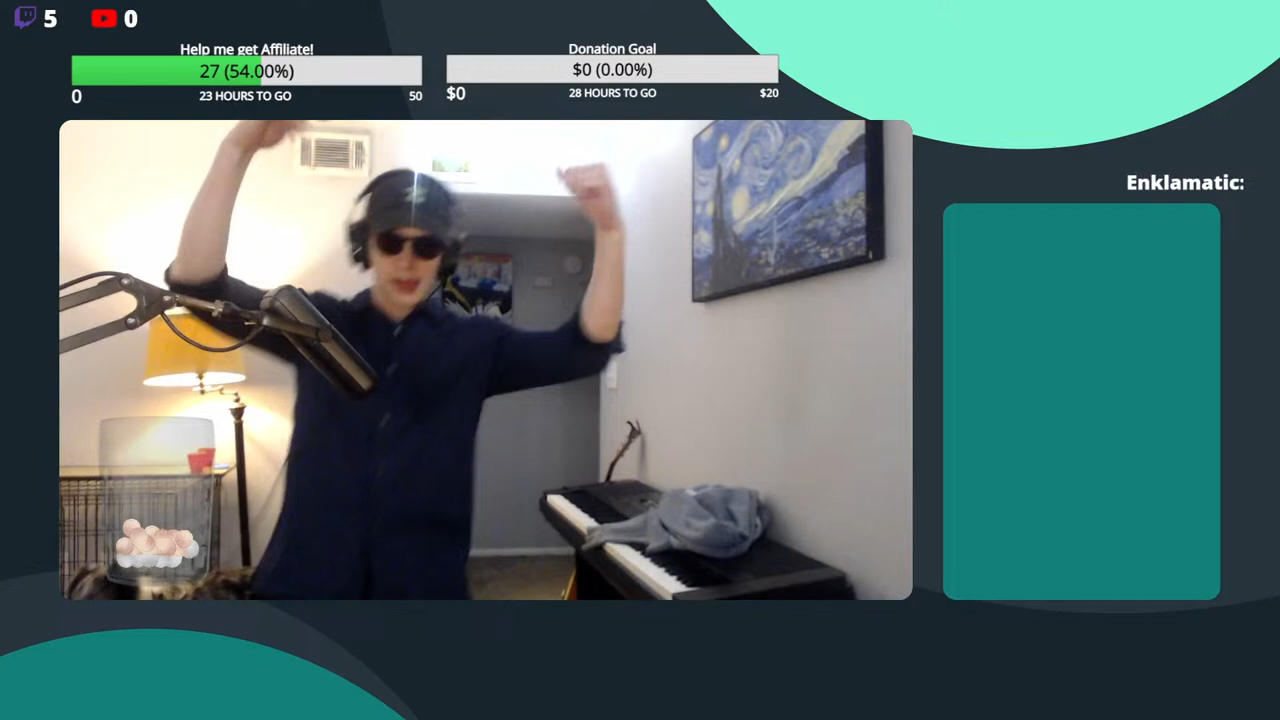 5 0
Help me get Affiliate!
27 (54.00%)
0 23 HOURS TO GO 50
Donation Goal
$0 (0.00%)
$0 28 HOURS TO GO $20
Enklamatic: